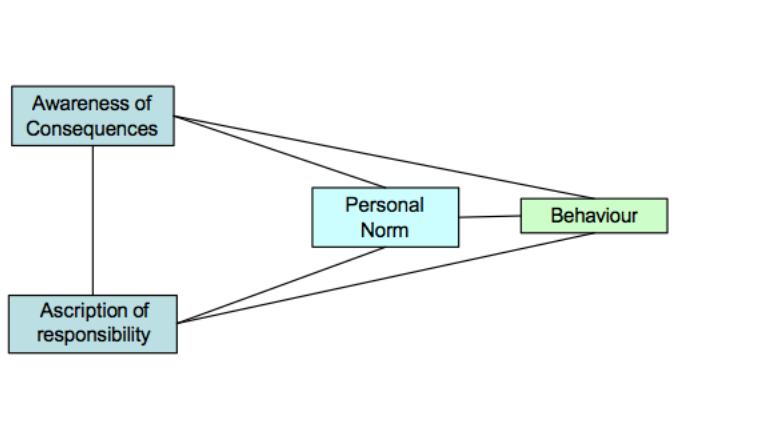 Awareness of
Consequences
Personal
Norm
Behaviour
Ascription of
responsibility